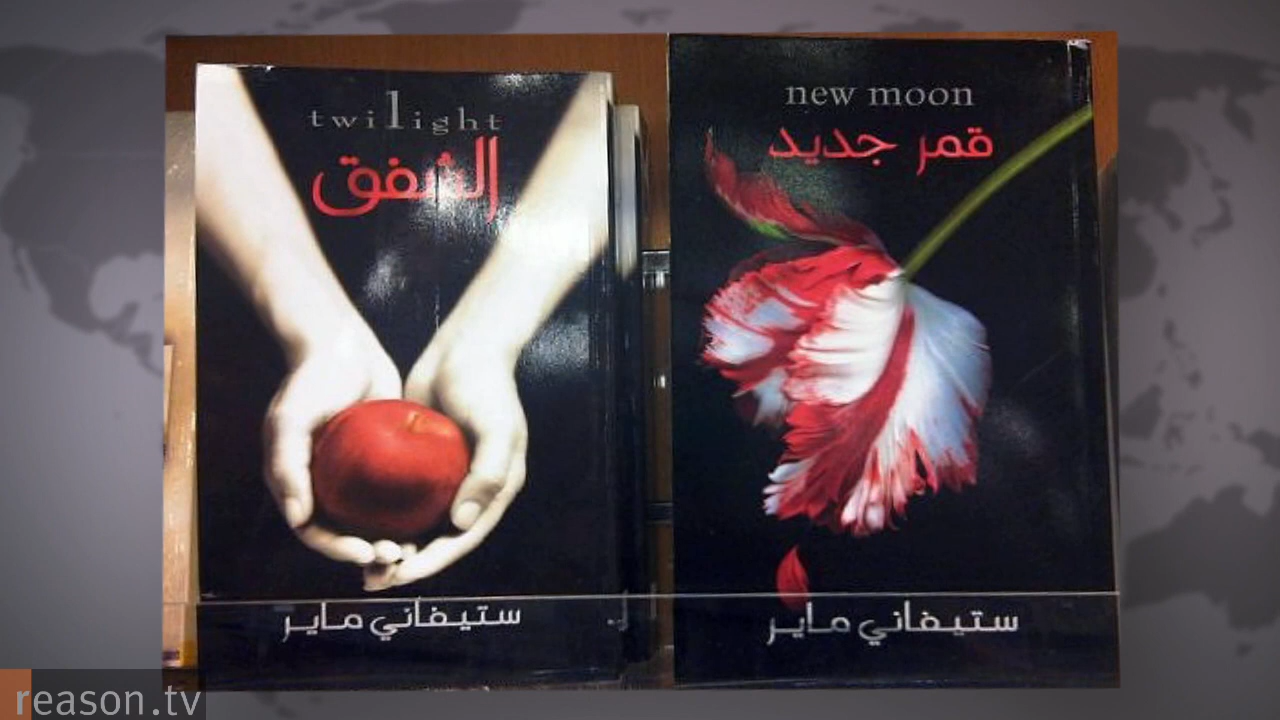 twilight
الشفق
ستيفاني ماير
new moon
قمر جديد
ستيفاني ماير
reason.tv